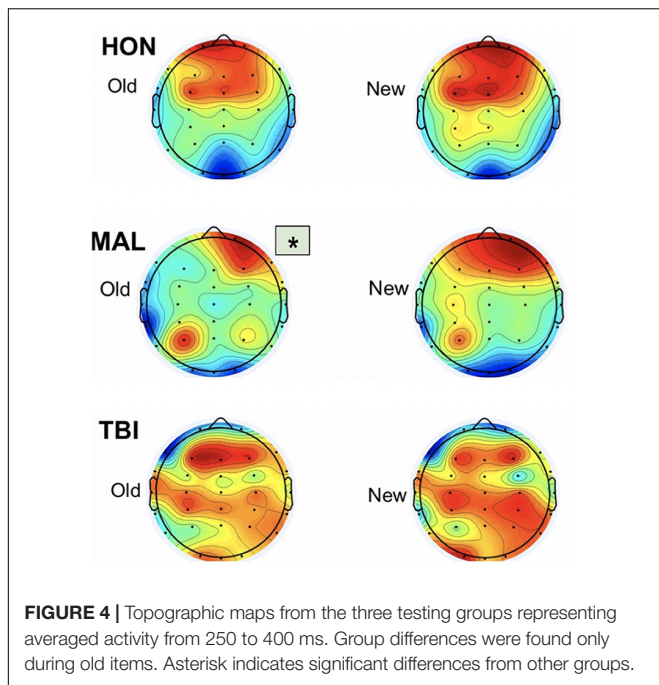 HON
Old
New
MAL
*
Old
New
TBI
Old
New
FIGURE 4 | Topographic maps from the three testing groups representing
averaged activity from 250 to 400 ms. Group differences were found only
during old items. Asterisk indicates significant differences from other groups.